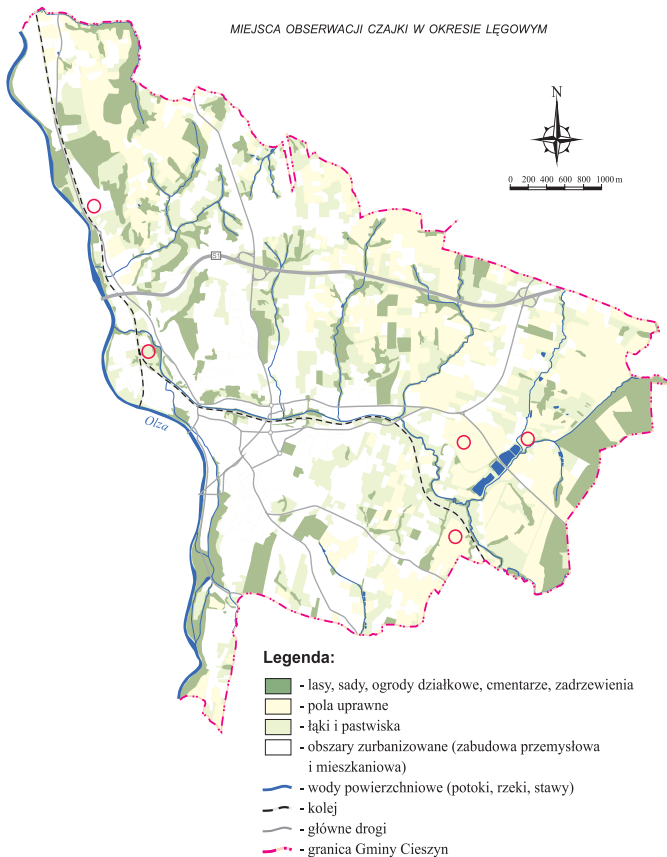 MIEJSCA OBSERWACJI CZAJKI W OKRESIE LĘGOWYM
N
0 200 400 600 800 1000 m
S1
Olza
Legenda:
- lasy, sady, ogrody działkowe, cmentarze, zadrzewienia
- pola uprawne
- łąki i pastwiska
- obszary zurbanizowane (zabudowa przemysłowa
i mieszkaniowa)
- wody powierzchniowe (potoki, rzeki, stawy)
- kolej
- główne drogi
- granica Gminy Cieszyn